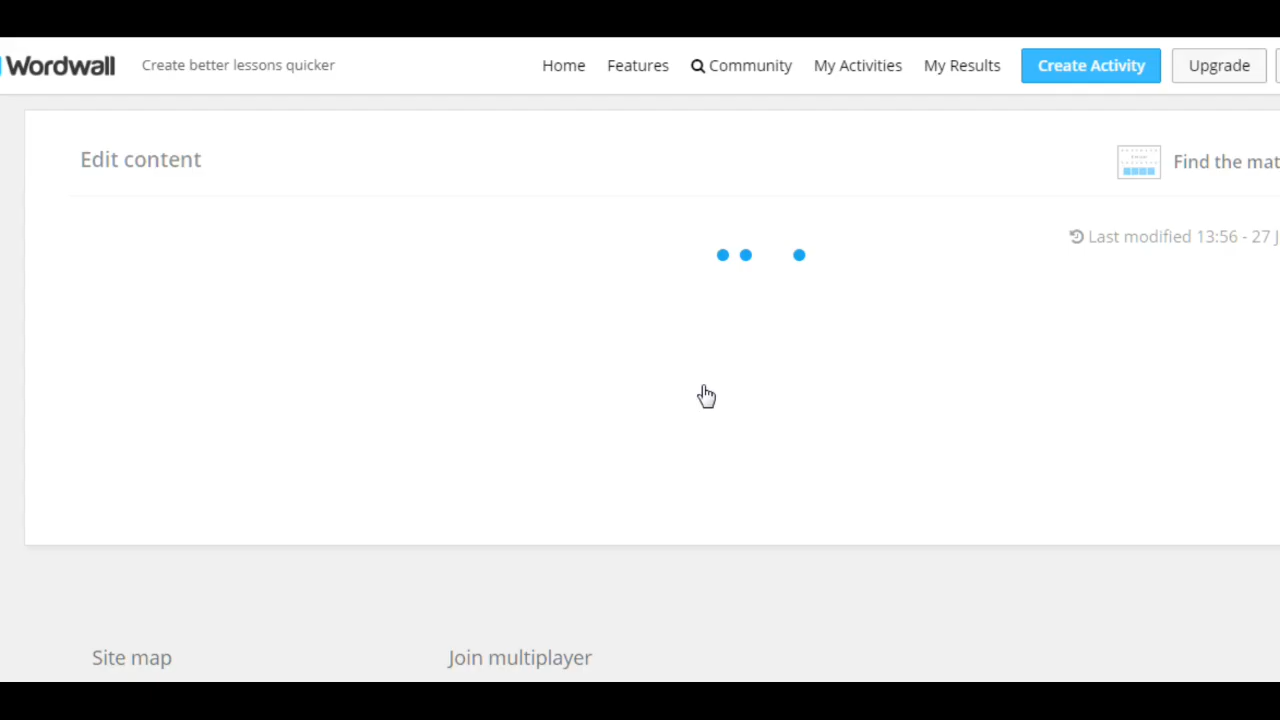 Wordwall Create better lessons quicker Home Features Community My Activities My Results Create Activity Upgrade
Edit content Find the mat
Last modified 13:56 - 27 J
Site map Join multiplayer